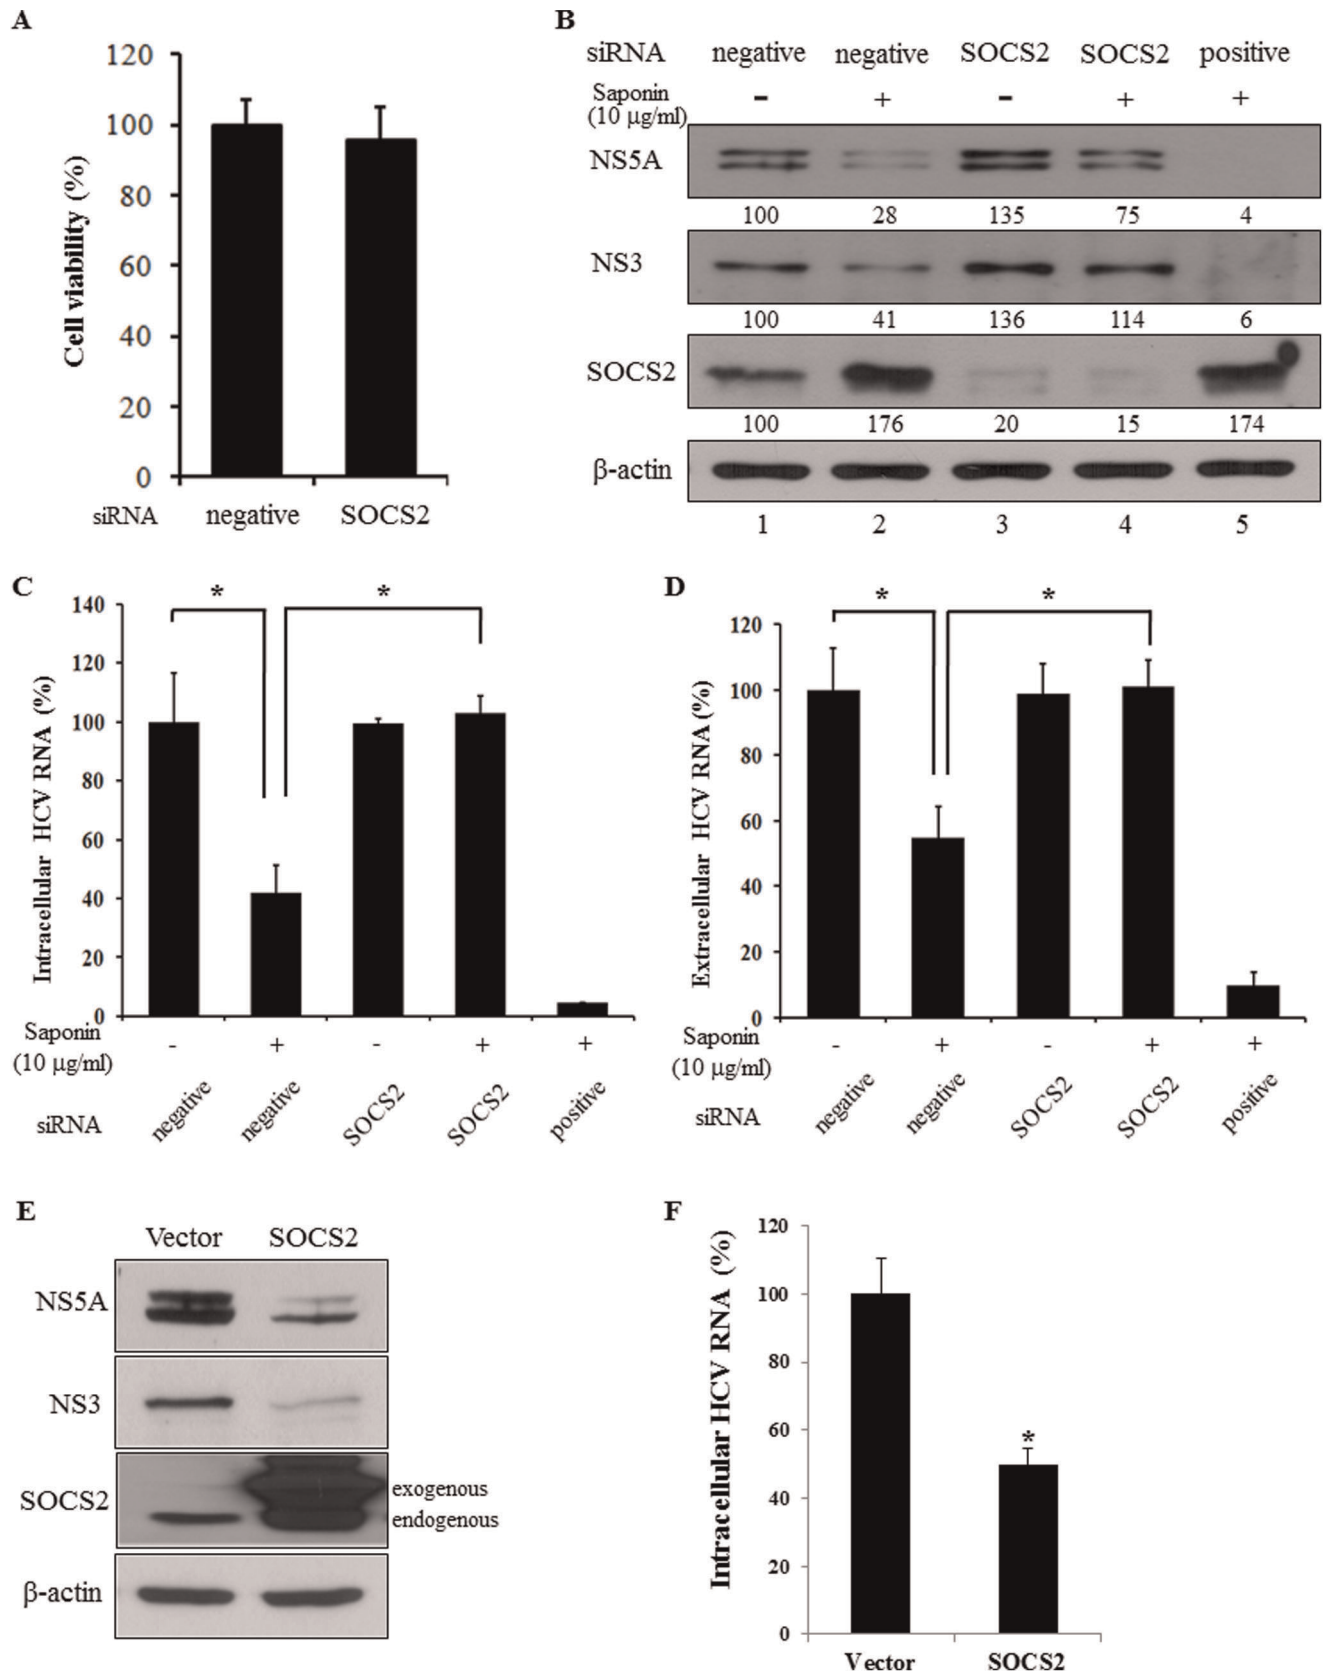 A
120
100
80
60
40
20
0
Cell viability (%)
siRNA negative SOCS2
B
siRNA negative negative SOCS2 SOCS2 positive
Saponin - + - + +
(10 μg/ml)
NS5A
100 28 135 75 4
NS3
100 41 136 114 6
SOCS2
100 176 20 15 174
β-actin
1 2 3 4 5
C
* *
140
120
100
80
60
40
20
0
Intracellular HCV RNA (%)
Saponin - + - + +
(10 μg/ml)
siRNA negative negative SOCS2 SOCS2 positive
D
* *
120
100
80
60
40
20
0
Extracellular HCV RNA (%)
Saponin - + - + +
(10 μg/ml)
siRNA negative negative SOCS2 SOCS2 positive
E
Vector SOCS2
NS5A
NS3
SOCS2
exogenous
endogenous
β-actin
F
120
100
80
60
40
20
0
Intracellular HCV RNA (%)
*
Vector SOCS2